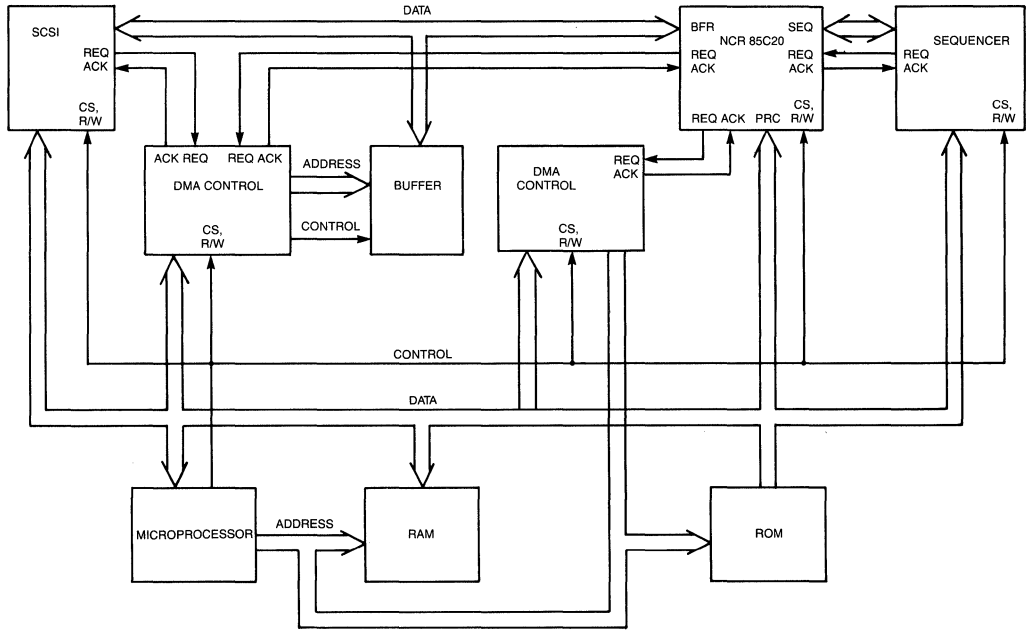 DATA
SCSI
REQ
ACK
CS,
R/W
BFR
SEQ
NCR 85C20
REQ
ACK
REQ
ACK
REQ ACK
PRC
CS,
R/W
SEQUENCER
REQ
ACK
CS,
R/W
ACK REQ
REQ ACK
DMA CONTROL
CS,
R/W
ADDRESS
CONTROL
BUFFER
REQ
ACK
DMA
CONTROL
CS,
R/W
CONTROL
DATA
MICROPROCESSOR
ADDRESS
RAM
ROM